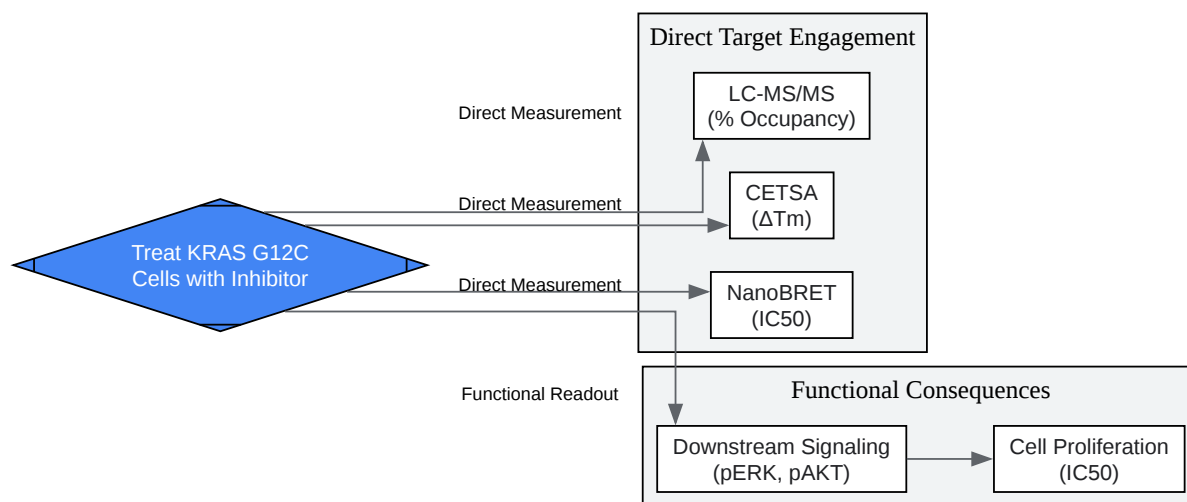 Direct Target Engagement
LC-MS/MS
(% Occupancy)
Direct Measurement
CETSA
(ΔTm)
Direct Measurement
Treat KRAS G12C
Cells with Inhibitor
Direct Measurement
NanoBRET
(IC50)
Functional Readout
Functional Consequences
Downstream Signaling
(pERK, pAKT)
Cell Proliferation
(IC50)